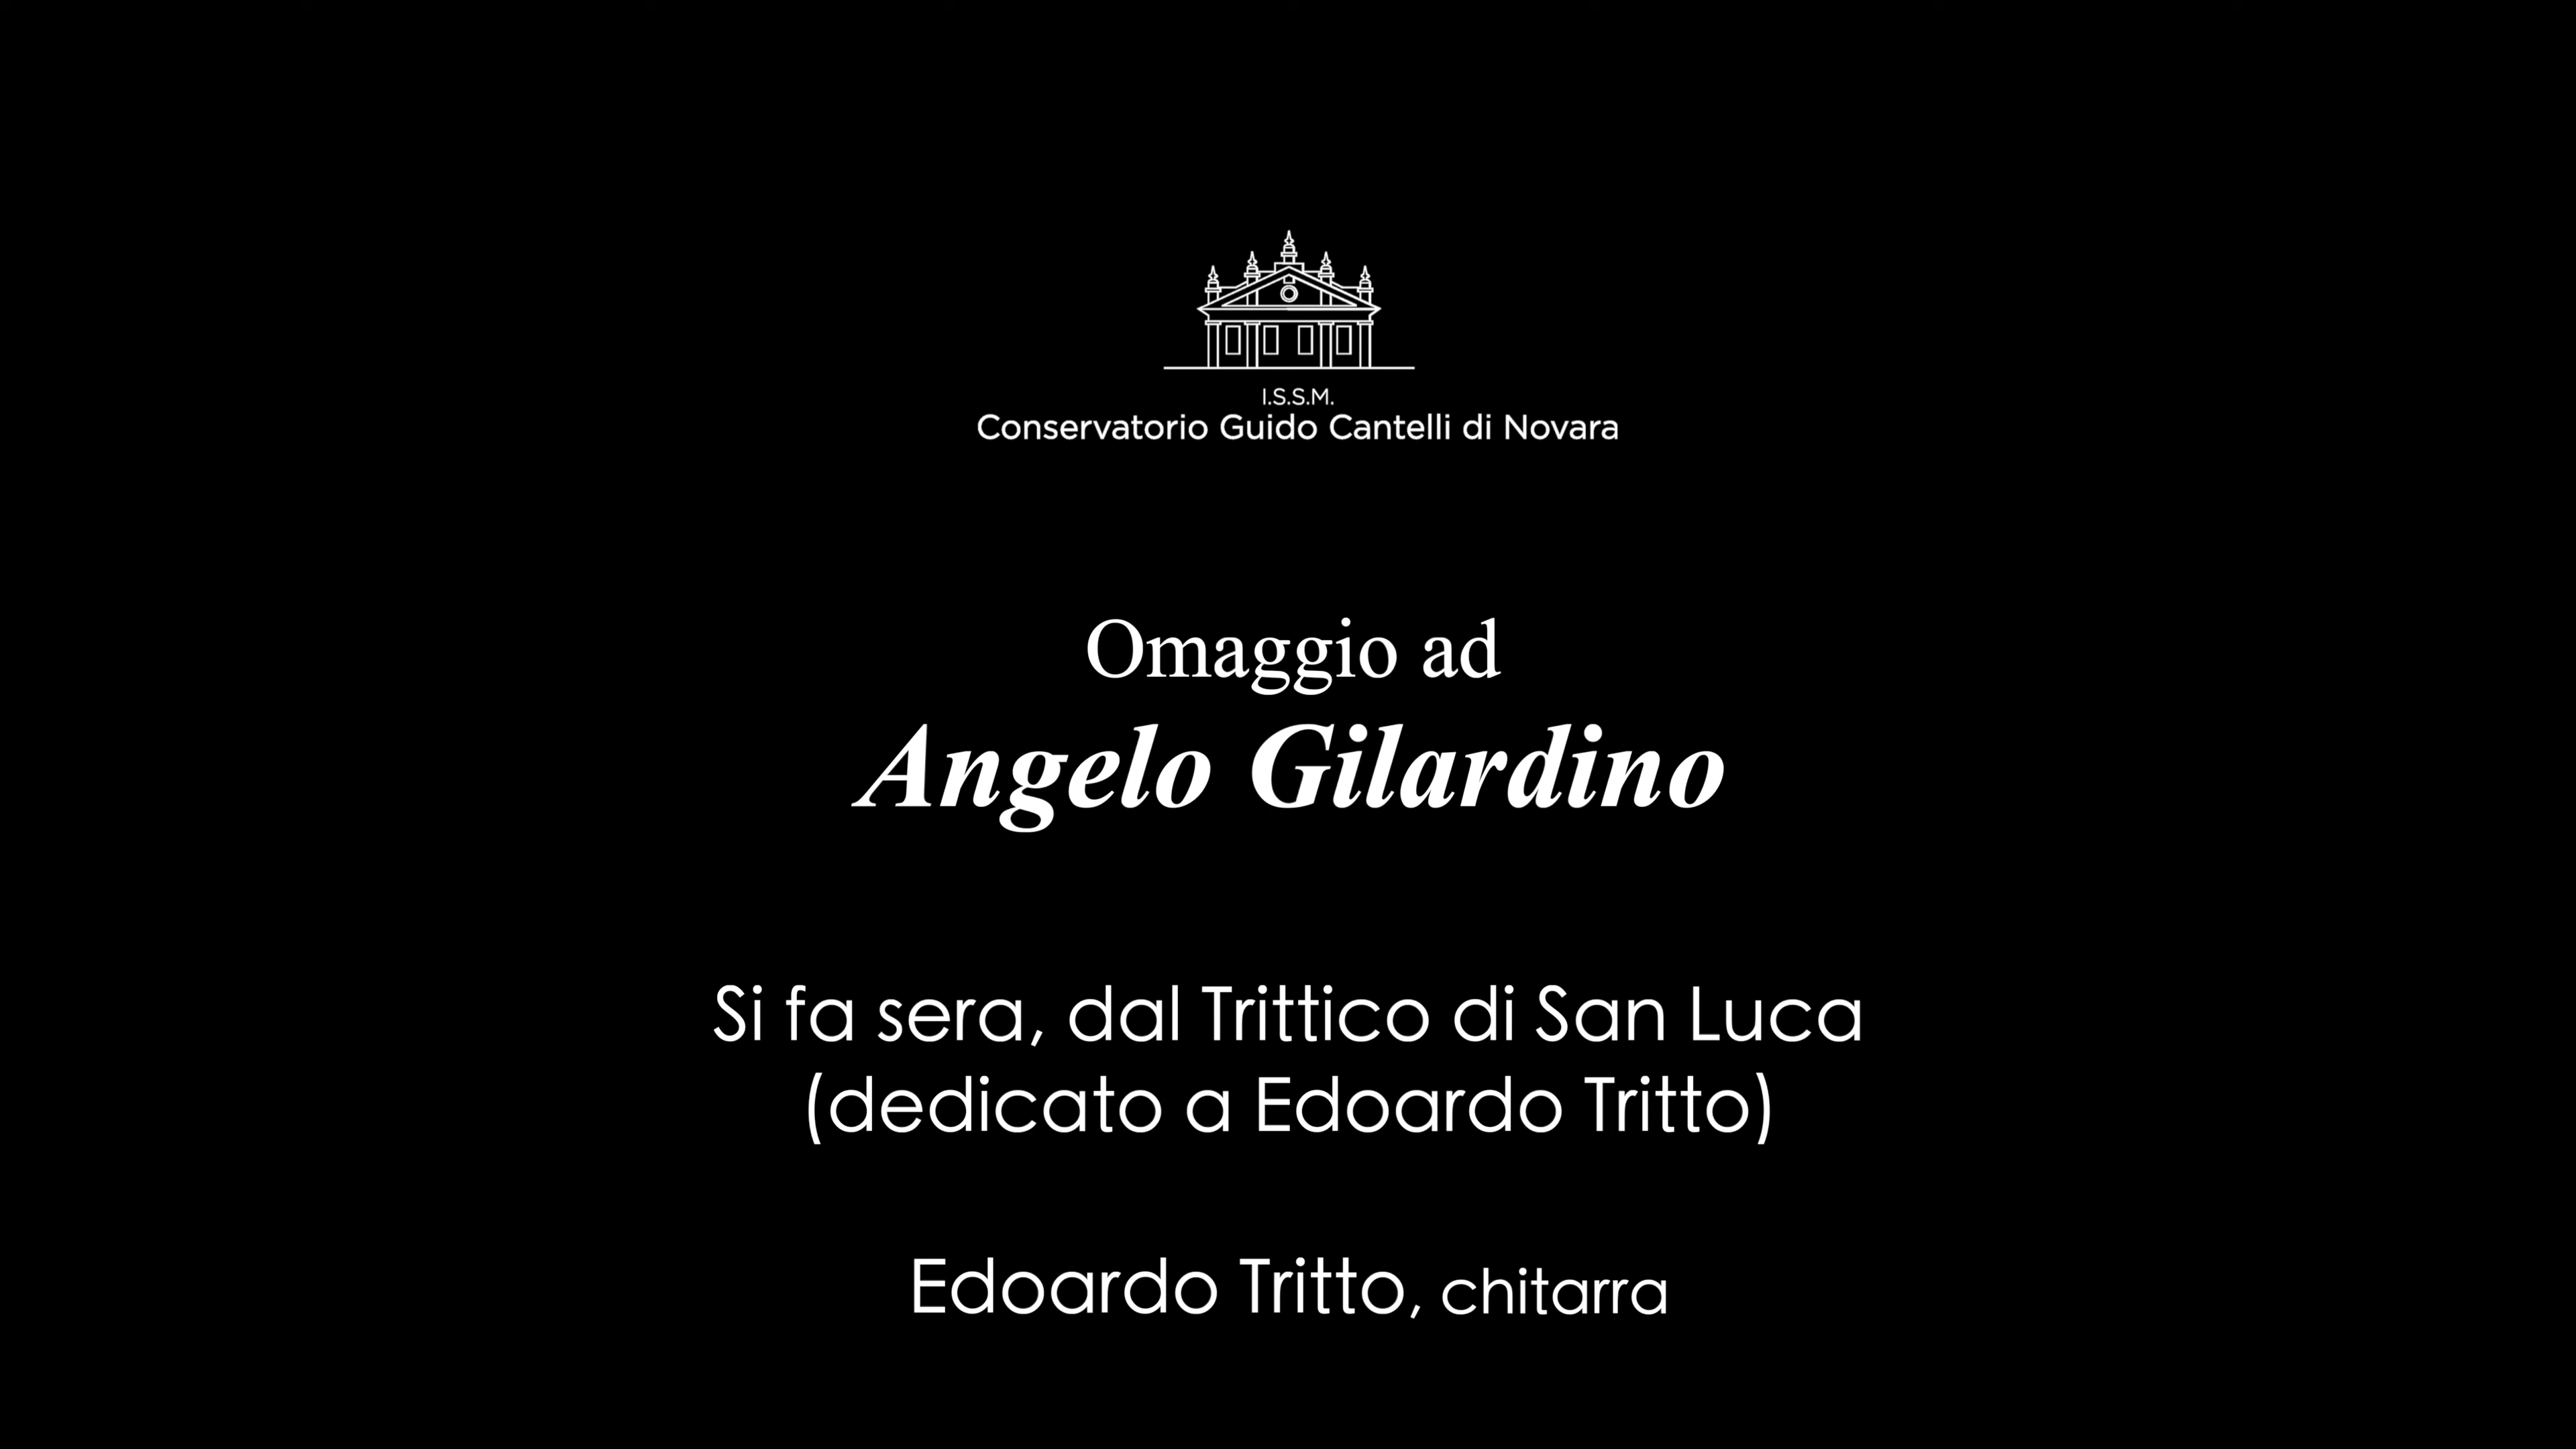 I.S.S.M.
Conservatorio Guido Cantelli di Novara
Omaggio ad
Angelo Gilardino
Si fa sera, dal Trittico di San Luca
(dedicato a Edoardo Tritto)
Edoardo Tritto, chitarra